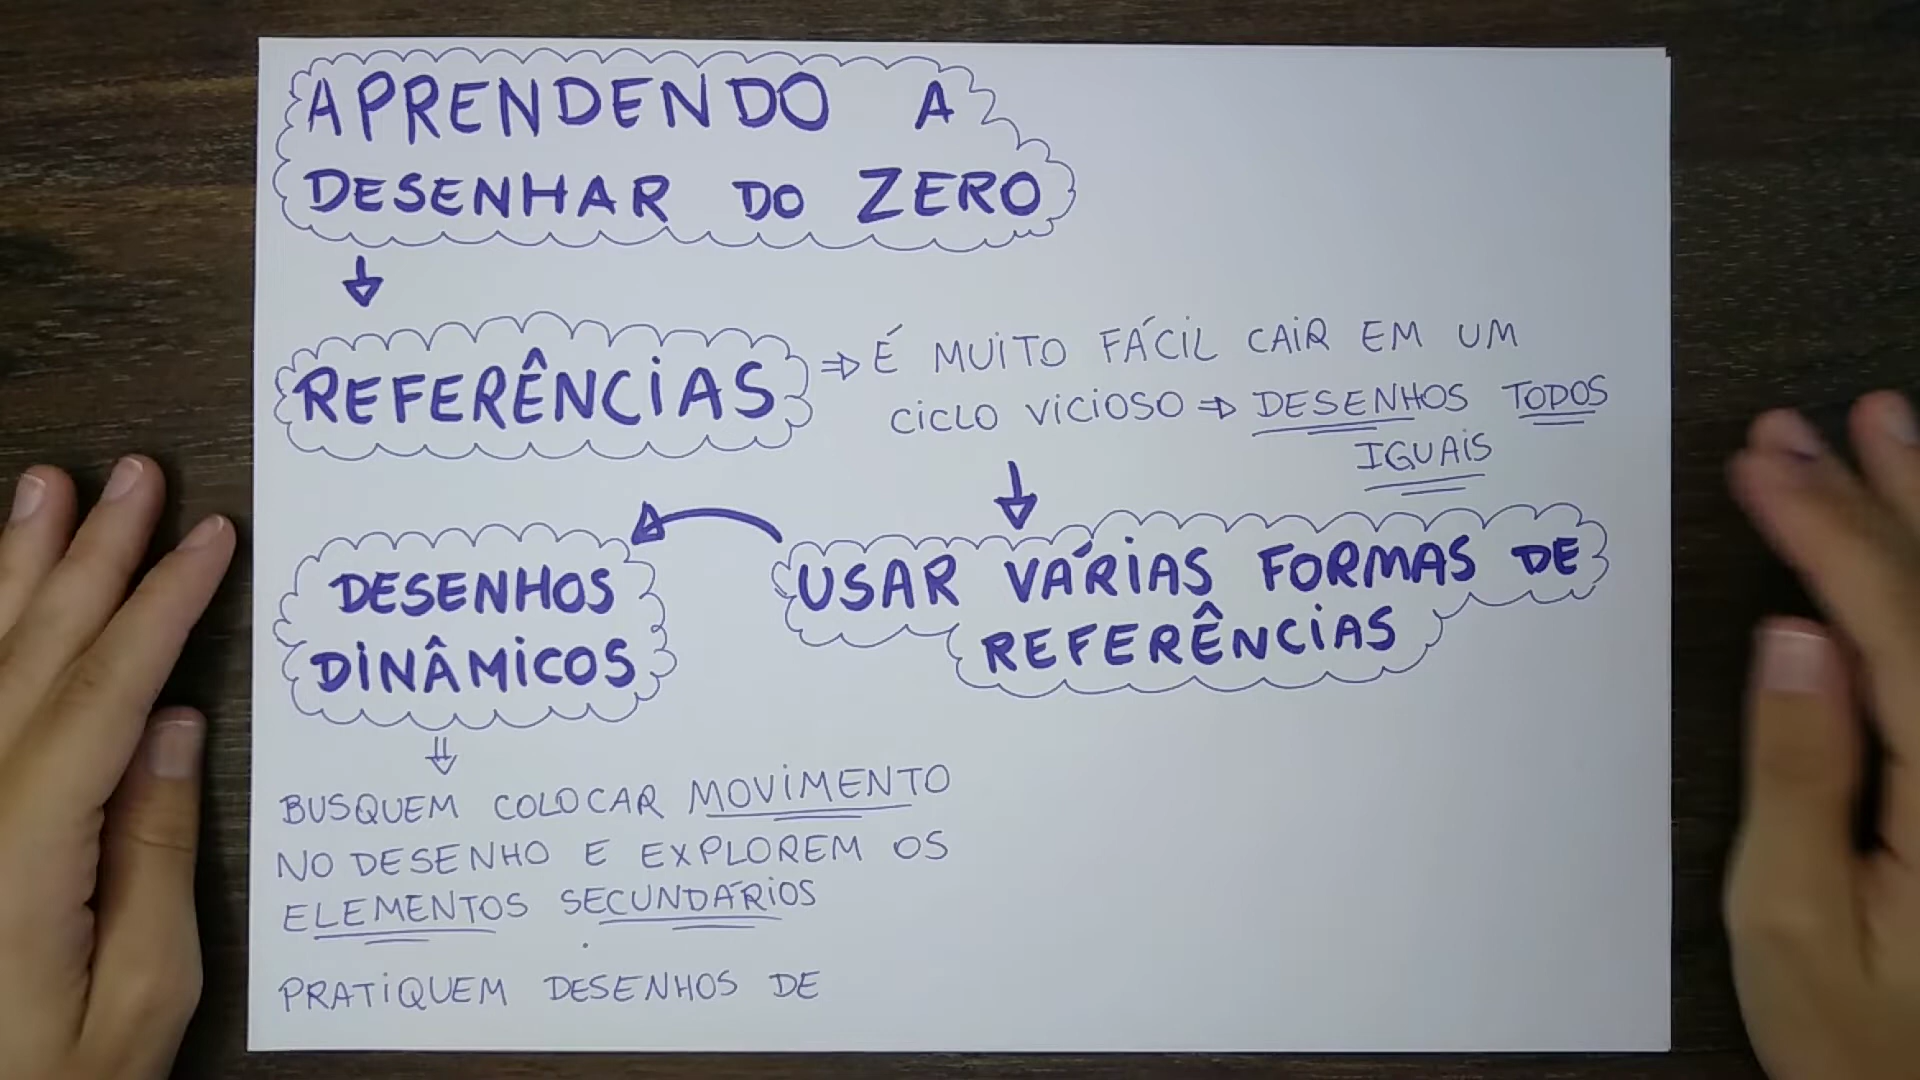 APRENDENDO A
DESENHAR DO ZERO
REFERÊNCIAS
⇒ É MUITO FÁCIL CAIR EM UM
CICLO VICIOSO ⇒ DESENHOS TODOS
IGUAIS
USAR VÁRIAS FORMAS DE
REFERÊNCIAS
DESENHOS
DINÂMICOS
BUSQUEM COLOCAR MOVIMENTO
NO DESENHO E EXPLOREM OS
ELEMENTOS SECUNDÁRIOS
PRATIQUEM DESENHOS DE